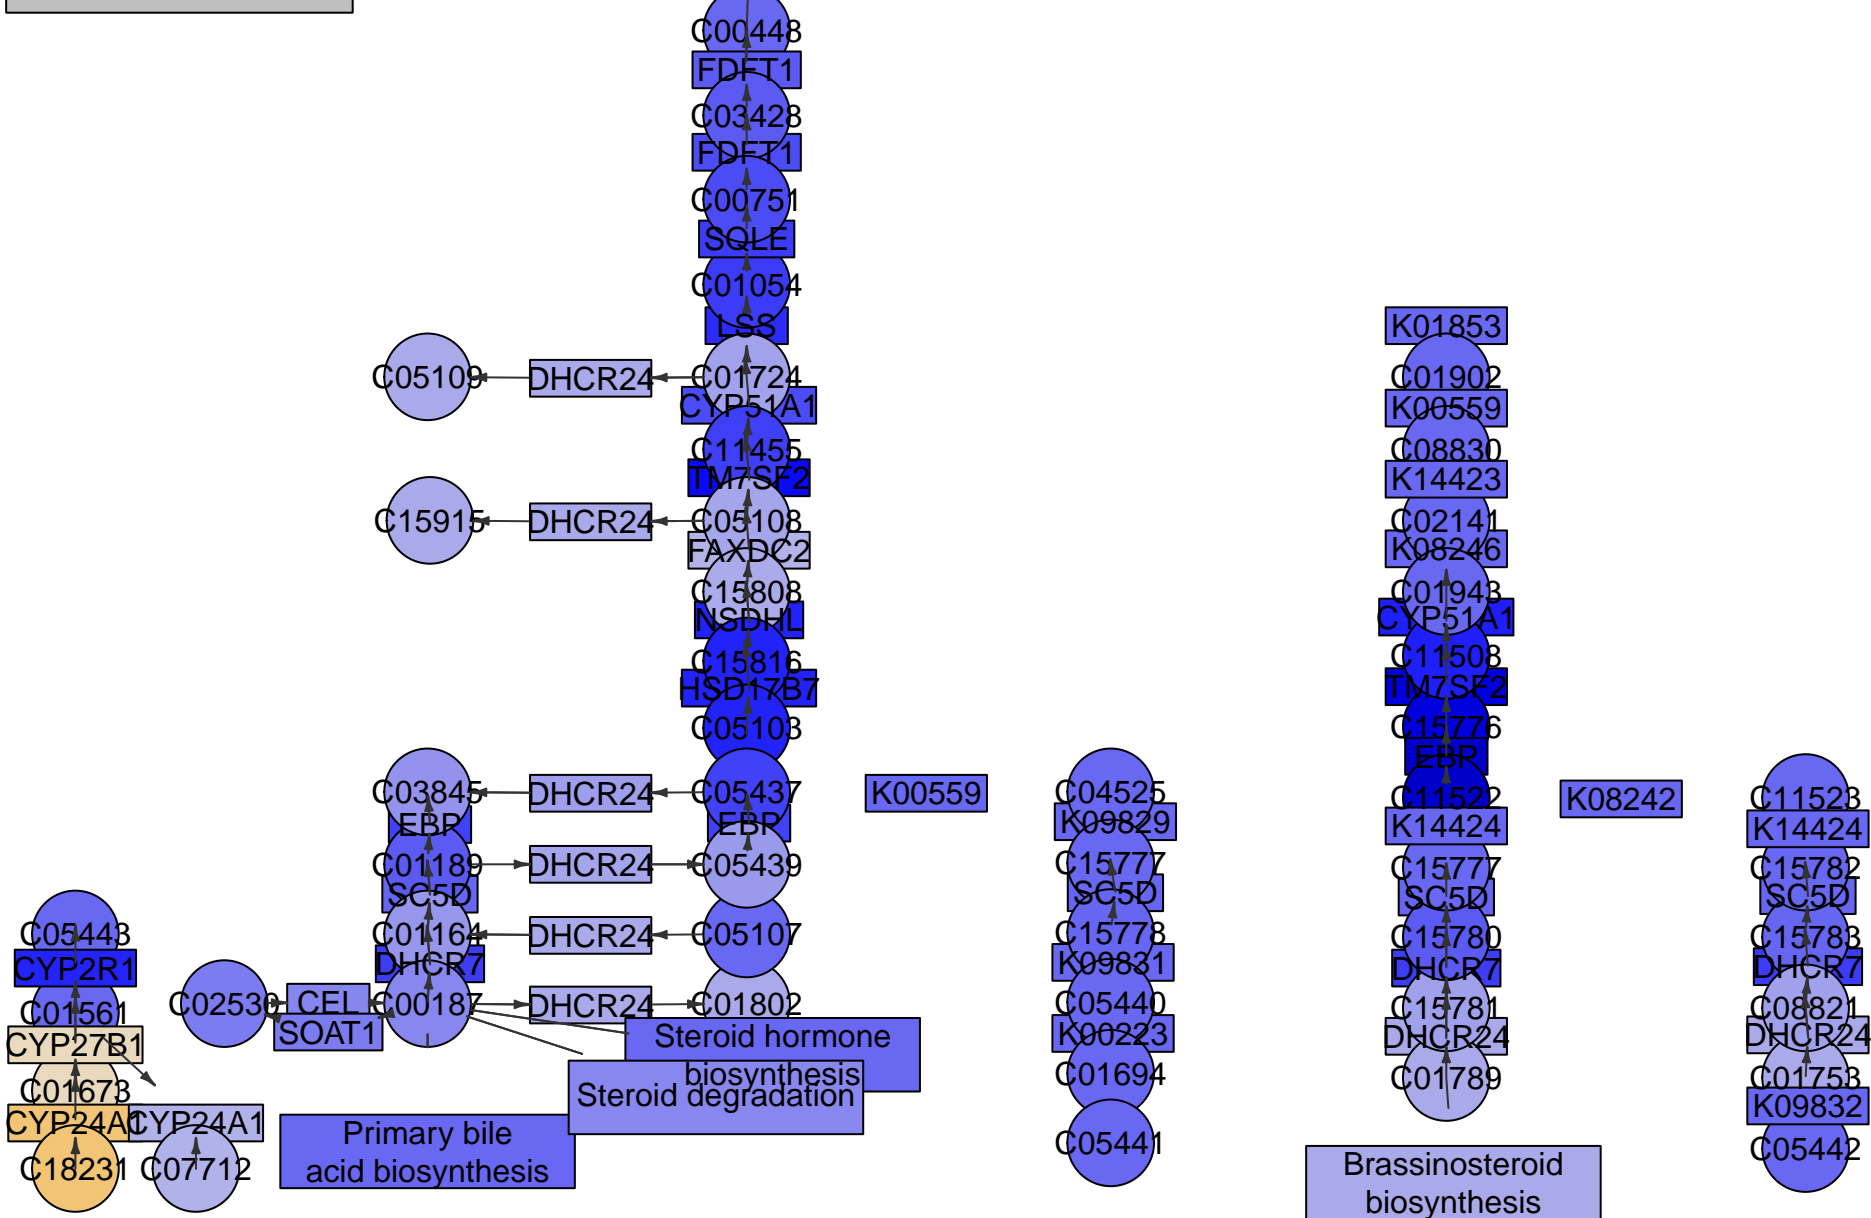 C00448
FDFT1
C03428
FDFT1
C00751
SQLE
C01054
LSS
C05109
DHCR24
C01724
CYP51A1
C11455
TM7SF2
C15915
DHCR24
C05108
FAXDC2
C15808
NSDHL
C15816
HSD17B7
C05103
C03845
DHCR24
C05437
EBP
EBP
C01189
DHCR24
C05439
SC5D
C01164
DHCR24
C05107
DHCR7
C02530
CEL
SOAT1
C00187
DHCR24
C01802
Steroid hormone
biosynthesis
Steroid degradation
Primary bile
acid biosynthesis
C05443
CYP2R1
C01561
CYP27B1
C01673
CYP24A1
CYP24A1
C18231
C07712
K00559
C04525
K09829
C15777
SC5D
C15778
K09831
C05440
K00223
C01694
C05441
K01853
C01902
K00559
C08830
K14423
C02141
K08246
C01943
CYP51A1
C11508
TM7SF2
C15776
EBP
C11522
K14424
C15777
SC5D
C15780
DHCR7
C15781
DHCR24
C01789
Brassinosteroid
biosynthesis
K08242
C11523
K14424
C15782
SC5D
C15783
DHCR7
C08821
DHCR24
C01753
K09832
C05442